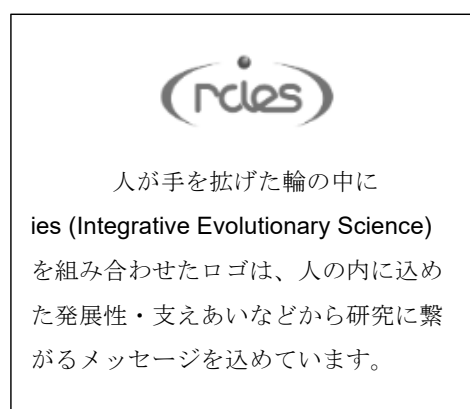 rcies
人が手を拡げた輪の中に
ies (Integrative Evolutionary Science)
を組み合わせたロゴは、人の内に込め
た発展性・支えあいなどから研究に繋
がるメッセージを込めています。